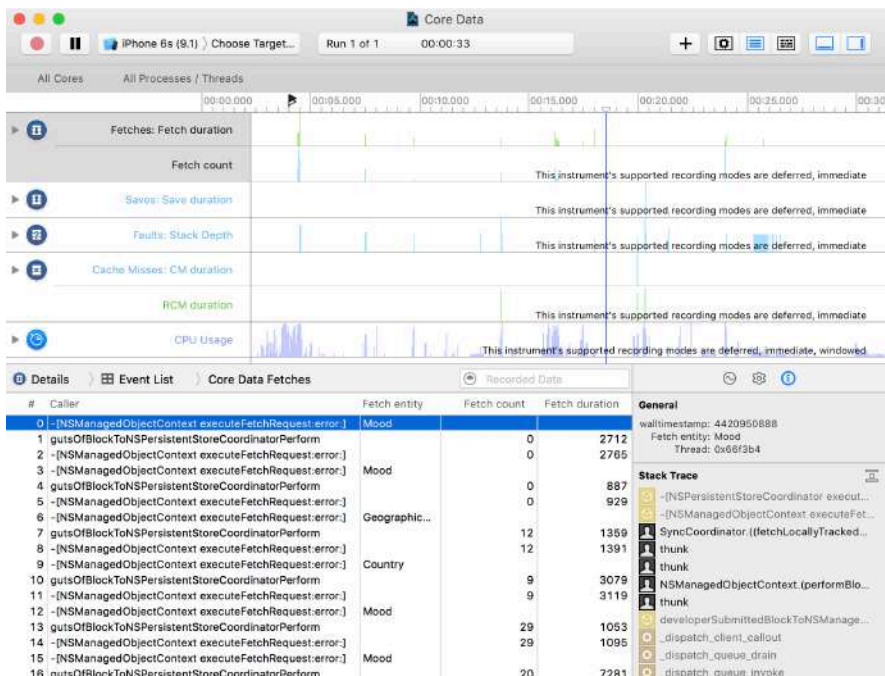 Core Data
iPhone 6s (9.1) 〉 Choose Target... Run 1 of 1 00:00:33
All Cores All Processes / Threads
00:00.000 00:05.000 00:10.000 00:15.000 00:20.000 00:25.000 00:30
Fetches: Fetch duration
Fetch count
This instrument's supported recording modes are deferred, immediate
Saves: Save duration
This instrument's supported recording modes are deferred, immediate
Faults: Stack Depth
This instrument's supported recording modes are deferred, immediate
Cache Misses: CM duration
RCM duration
This instrument's supported recording modes are deferred, immediate
CPU Usage
This instrument's supported recording modes are deferred, immediate, windowed
Details 〉 Event List 〉 Core Data Fetches Recorded Data
# Caller Fetch entity Fetch count Fetch duration
0 -[NSManagedObjectContext executeFetchRequest:error:] Mood
1 gutsOfBlockToNSPersistentStoreCoordinatorPerform 0 2712
2 -[NSManagedObjectContext executeFetchRequest:error:] 0 2765
3 -[NSManagedObjectContext executeFetchRequest:error:] Mood
4 gutsOfBlockToNSPersistentStoreCoordinatorPerform 0 887
5 -[NSManagedObjectContext executeFetchRequest:error:] 0 929
6 -[NSManagedObjectContext executeFetchRequest:error:] Geographic...
7 gutsOfBlockToNSPersistentStoreCoordinatorPerform 12 1359
8 -[NSManagedObjectContext executeFetchRequest:error:] 12 1391
9 -[NSManagedObjectContext executeFetchRequest:error:] Country
10 gutsOfBlockToNSPersistentStoreCoordinatorPerform 9 3079
11 -[NSManagedObjectContext executeFetchRequest:error:] 9 3119
12 -[NSManagedObjectContext executeFetchRequest:error:] Mood
13 gutsOfBlockToNSPersistentStoreCoordinatorPerform 29 1053
14 -[NSManagedObjectContext executeFetchRequest:error:] 29 1095
15 -[NSManagedObjectContext executeFetchRequest:error:] Mood
16 gutsOfBlockToNSPersistentStoreCoordinatorPerform 20 7281
General
walltimestamp: 4420950888
Fetch entity: Mood
Thread: 0x66f3b4
Stack Trace
-[NSPersistentStoreCoordinator execut...
-[NSManagedObjectContext executeFet...
SyncCoordinator.((fetchLocallyTracked...
thunk
thunk
NSManagedObjectContext.(performBlo...
thunk
developerSubmittedBlockToNSManage...
_dispatch_client_callout
_dispatch_queue_drain
_dispatch_queue_invoke